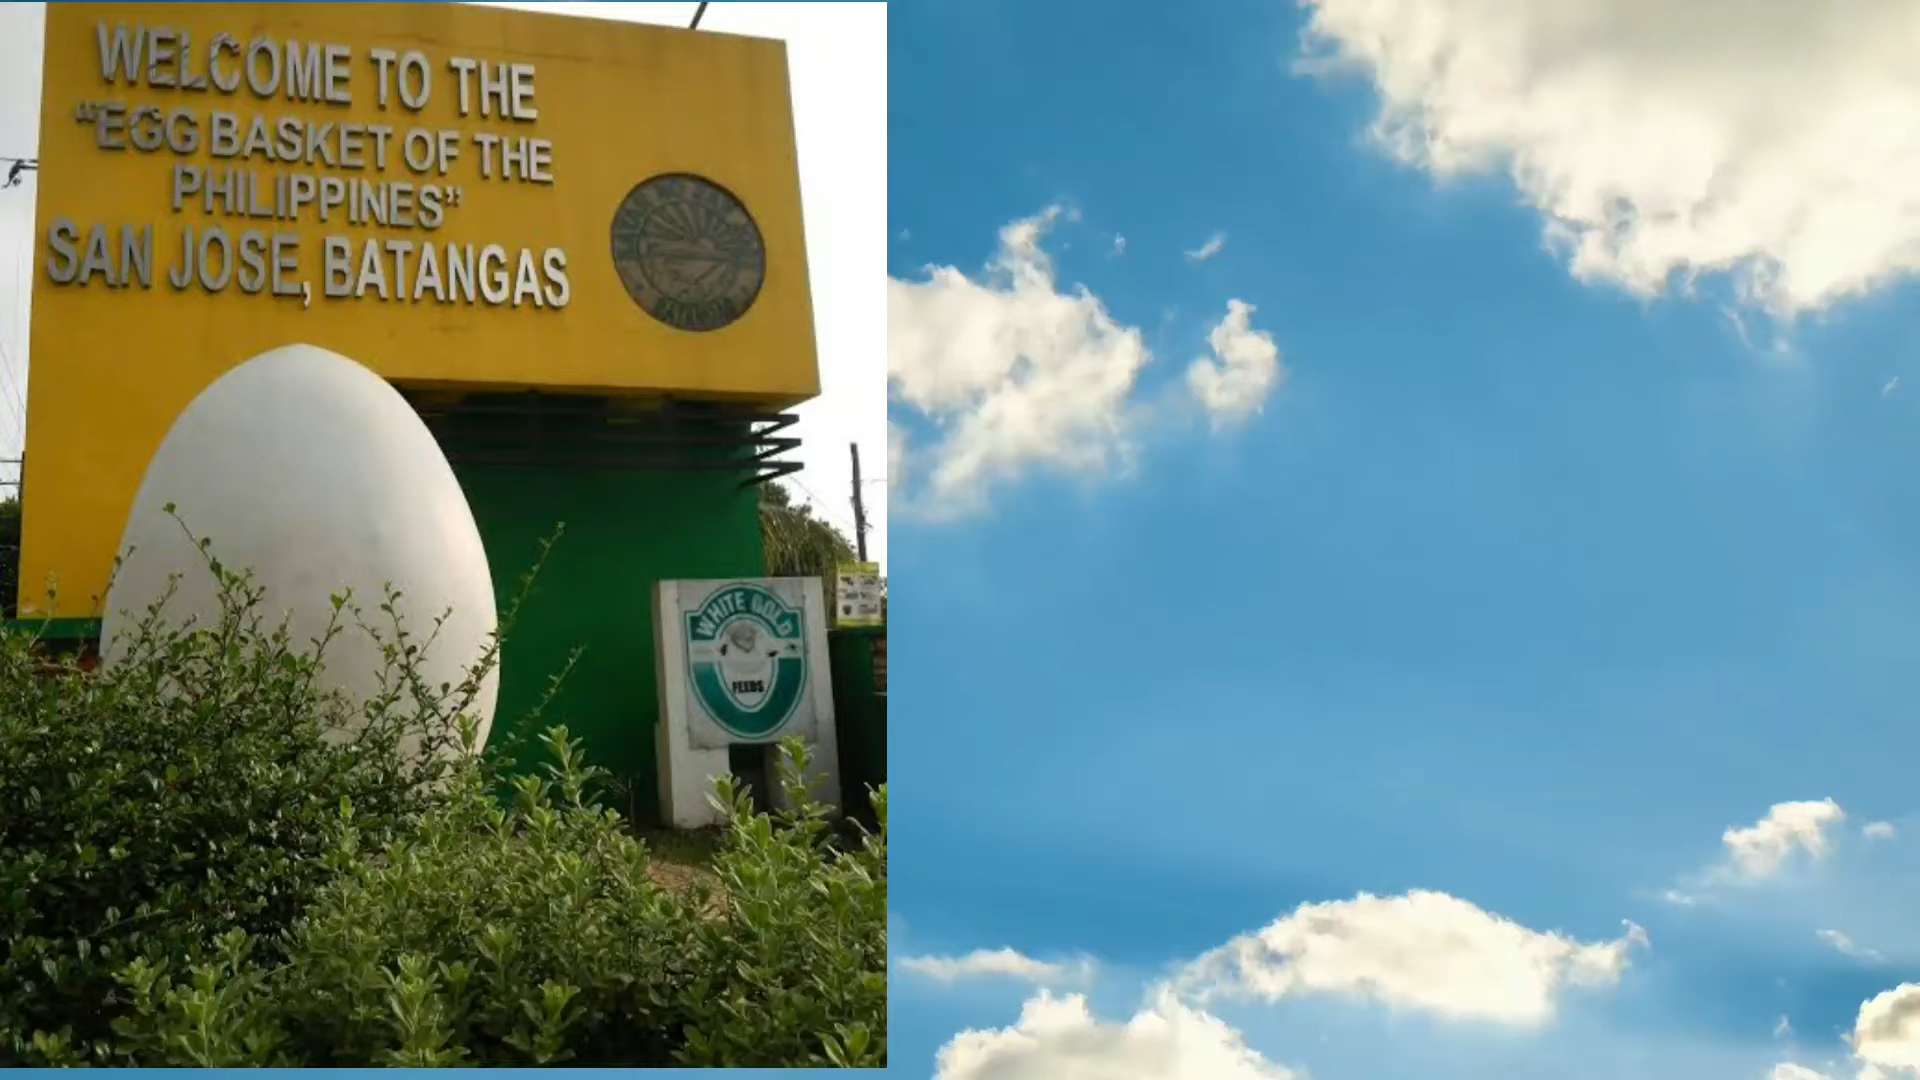 WELCOME TO THE
“EGG BASKET OF THE
PHILIPPINES”
SAN JOSE, BATANGAS
WHITE GOLD
FEEDS